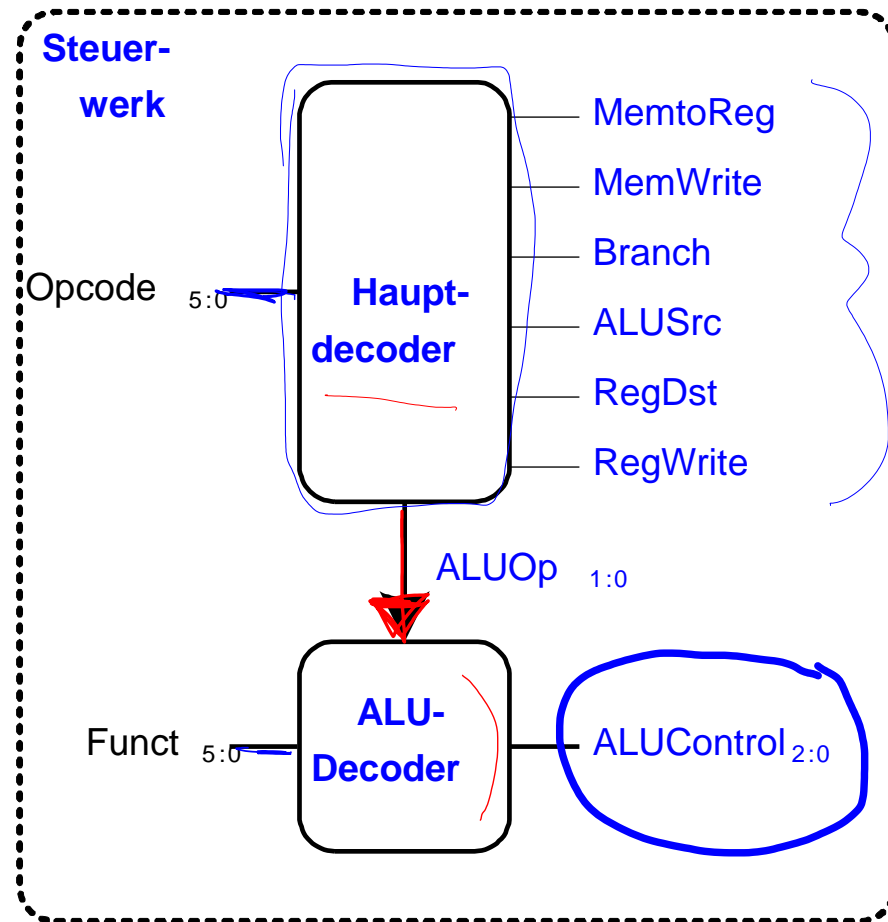 Steuer-
werk
MemtoReg
MemWrite
Branch
Opcode 5:0
Haupt-
decoder
ALUSrc
RegDst
RegWrite
ALUOp 1:0
Funct 5:0
ALU-
Decoder
ALUControl 2:0